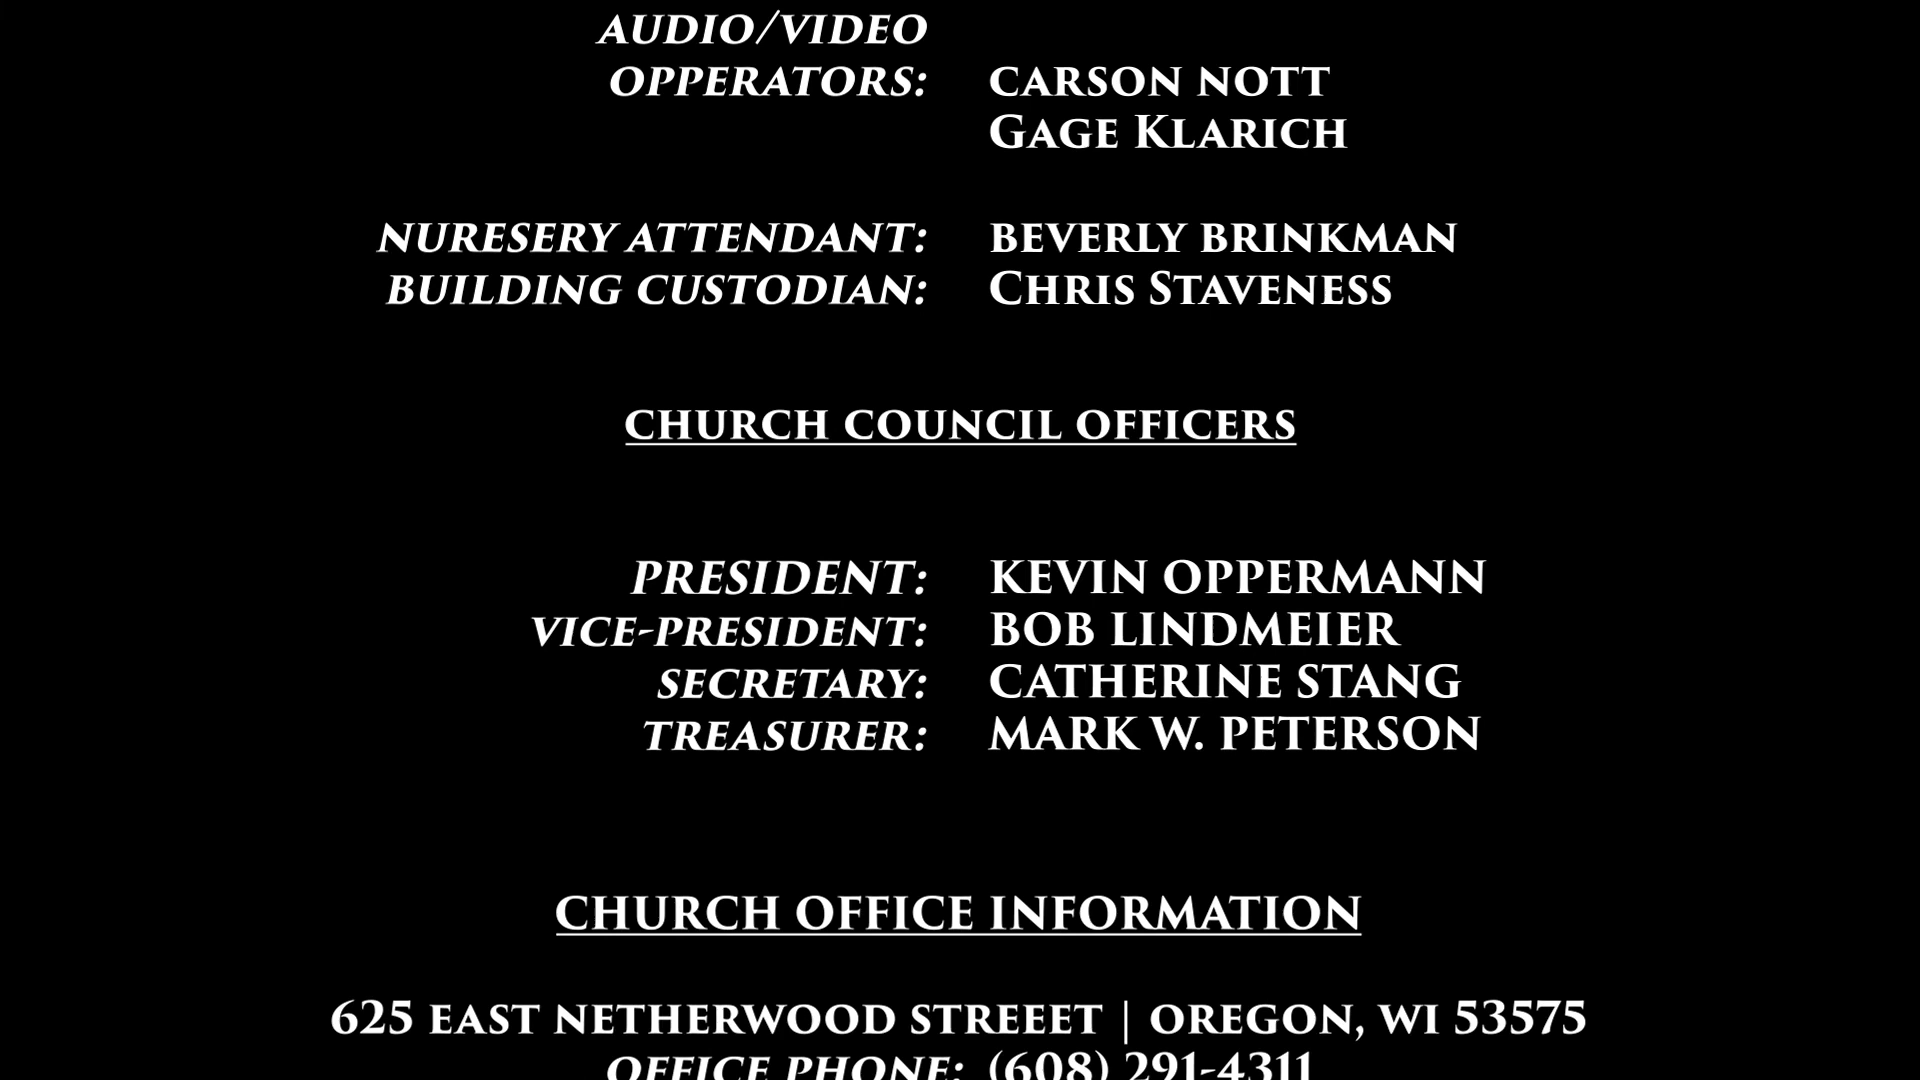 AUDIO/VIDEO
OPPERATORS: CARSON NOTT
GAGE KLARICH
NURESERY ATTENDANT: BEVERLY BRINKMAN
BUILDING CUSTODIAN: CHRIS STAVENESS
CHURCH COUNCIL OFFICERS
PRESIDENT: KEVIN OPPERMANN
VICE-PRESIDENT: BOB LINDMEIER
SECRETARY: CATHERINE STANG
TREASURER: MARK W. PETERSON
CHURCH OFFICE INFORMATION
625 EAST NETHERWOOD STREEET | OREGON, WI 53575
OFFICE PHONE: (608) 291-4311